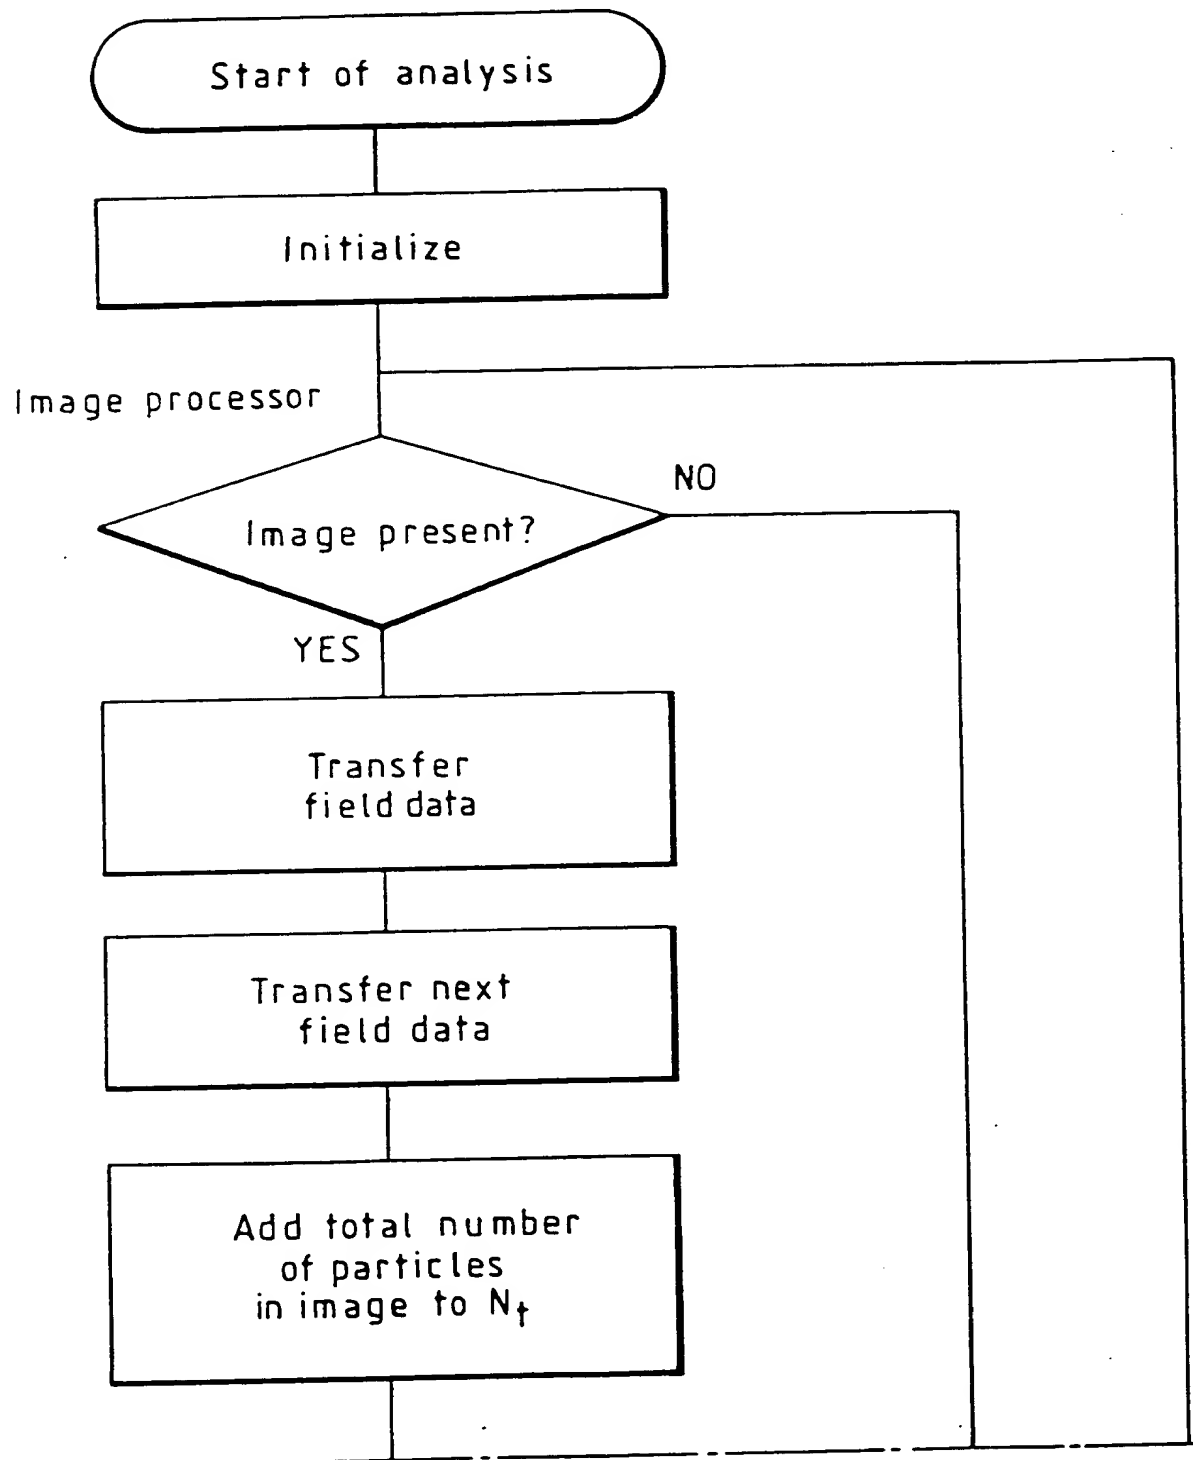 Start of analysis
Initialize
Image processor
Image present?
NO
YES
Transfer
field data
Transfer next
field data
Add total number
of particles
in image to Nt